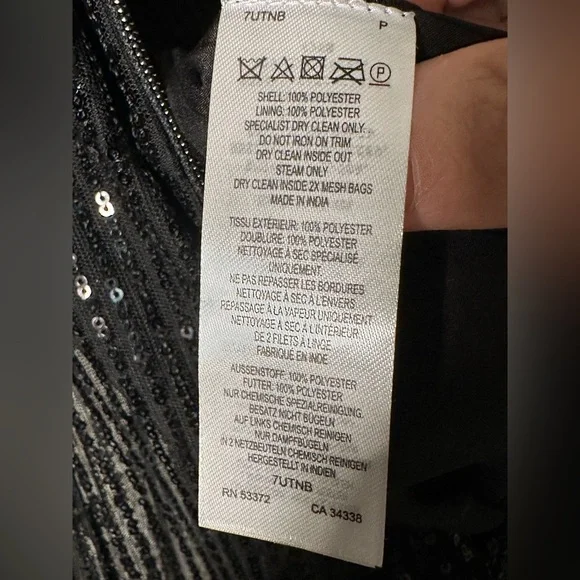 7UTNB
P
P
SHELL: 100% POLYESTER
LINING: 100% POLYESTER
SPECIALIST DRY CLEAN ONLY
DO NOT IRON ON TRIM
DRY CLEAN INSIDE OUT
STEAM ONLY
DRY CLEAN INSIDE 2X MESH BAGS
MADE IN INDIA
TISSU EXTÉRIEUR: 100% POLYESTER
DOUBLURE: 100% POLYESTER
NETTOYAGE À SEC SPÉCIALISÉ
UNIQUEMENT
NE PAS REPASSER LES BORDURES
NETTOYAGE À SEC À L'ENVERS
REPASSAGE À LA VAPEUR UNIQUEMENT
NETTOYAGE À SEC À L'INTÉRIEUR
DE 2 FILETS À LINGE
FABRIQUÉ EN INDE
AUSSENSTOFF: 100% POLYESTER
FUTTER: 100% POLYESTER
NUR CHEMISCHE SPEZIALREINIGUNG
BESATZ NICHT BÜGELN
AUF LINKS CHEMISCH REINIGEN
NUR DAMPFBÜGELN
IN 2 NETZBEUTELN CHEMISCH REINIGEN
HERGESTELLT IN INDIEN
7UTNB
RN 53372 CA 34338